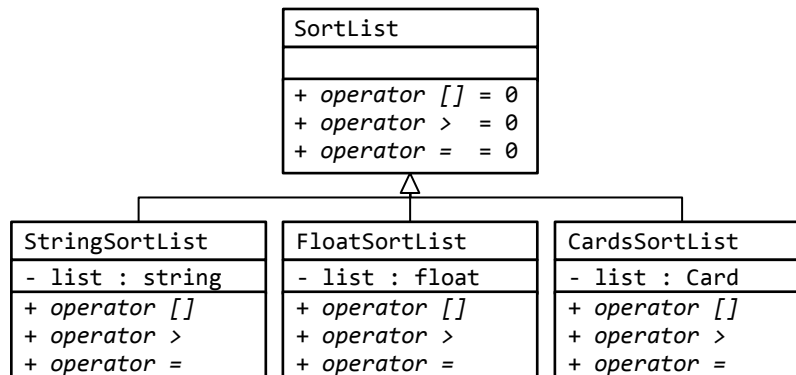 SortList
+ operator [] = 0
+ operator >  = 0
+ operator =  = 0
StringSortList
- list : string
+ operator []
+ operator >
+ operator =
FloatSortList
- list : float
+ operator []
+ operator >
+ operator =
CardsSortList
- list : Card
+ operator []
+ operator >
+ operator =